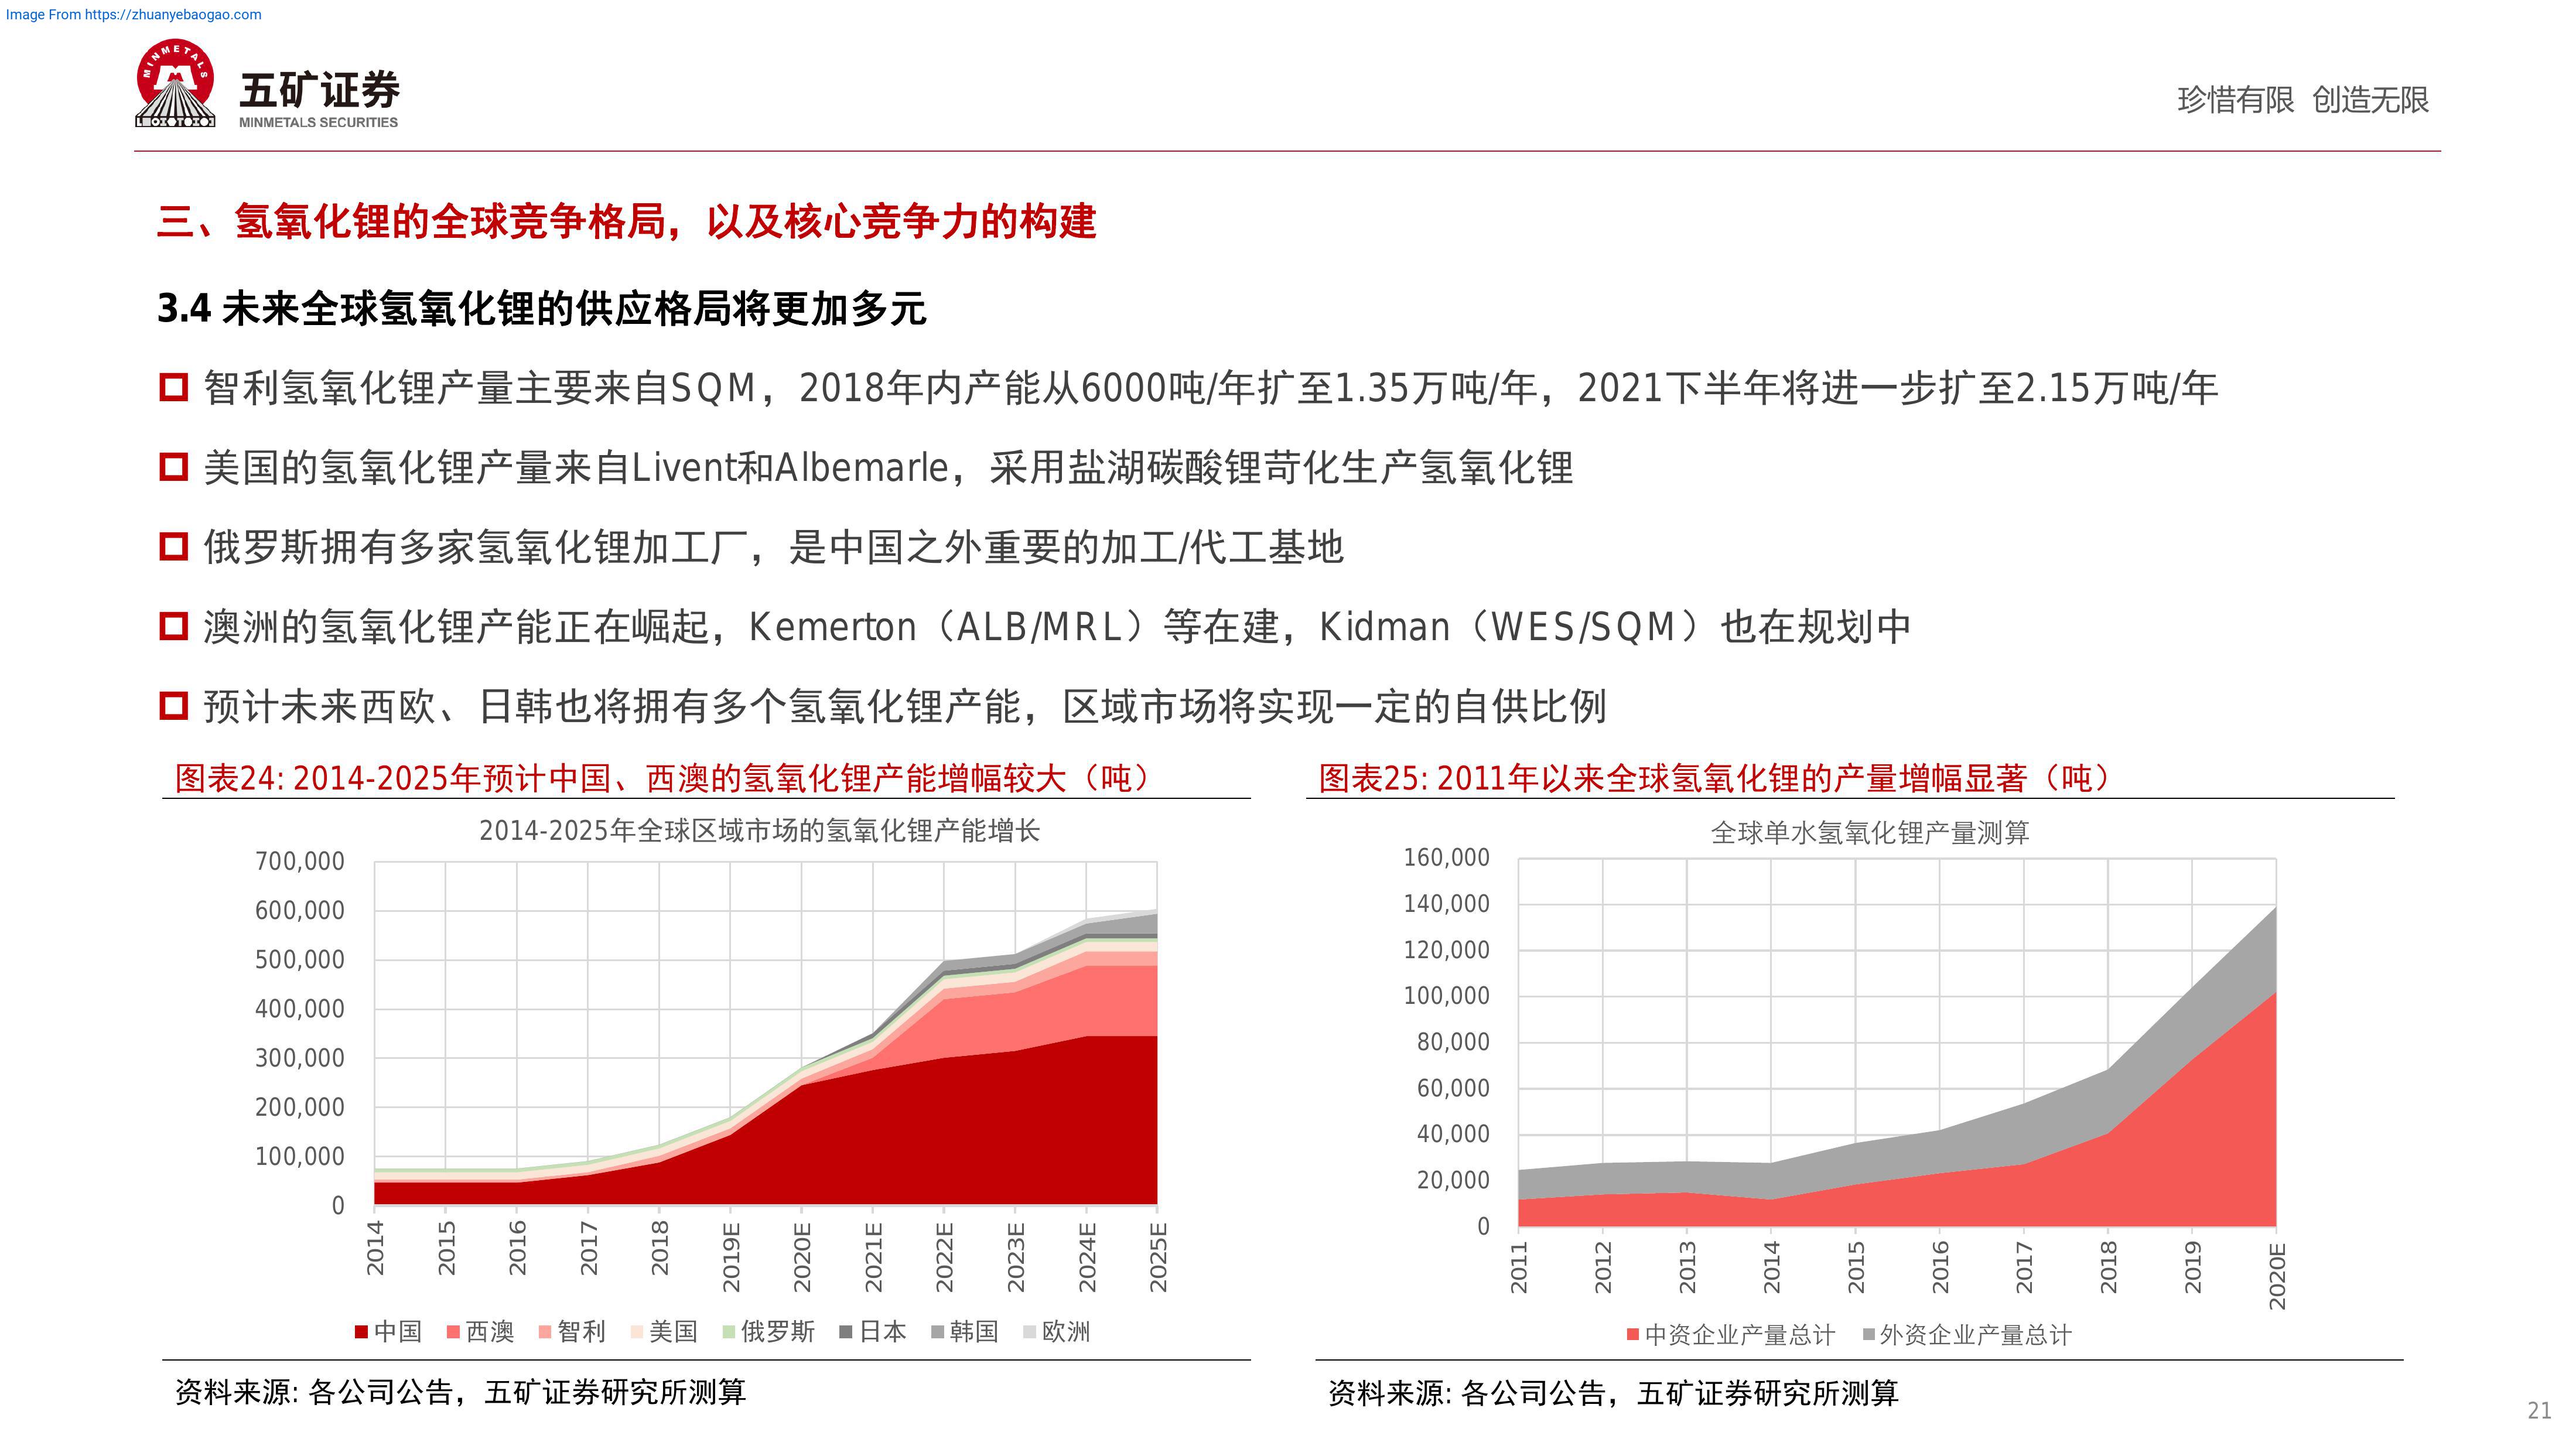 Image From https://zhuanyebaogao.com
MINMETALS
五矿证券
MINMETALS SECURITIES
珍惜有限 创造无限
三、氢氧化锂的全球竞争格局，以及核心竞争力的构建
3.4 未来全球氢氧化锂的供应格局将更加多元
智利氢氧化锂产量主要来自SQM，2018年内产能从6000吨/年扩至1.35万吨/年，2021下半年将进一步扩至2.15万吨/年
美国的氢氧化锂产量来自Livent和Albemarle，采用盐湖碳酸锂苛化生产氢氧化锂
俄罗斯拥有多家氢氧化锂加工厂，是中国之外重要的加工/代工基地
澳洲的氢氧化锂产能正在崛起，Kemerton（ALB/MRL）等在建，Kidman（WES/SQM）也在规划中
预计未来西欧、日韩也将拥有多个氢氧化锂产能，区域市场将实现一定的自供比例
图表24: 2014-2025年预计中国、西澳的氢氧化锂产能增幅较大（吨）
2014-2025年全球区域市场的氢氧化锂产能增长
700,000
600,000
500,000
400,000
300,000
200,000
100,000
0
2014 2015 2016 2017 2018 2019E 2020E 2021E 2022E 2023E 2024E 2025E
中国 西澳 智利 美国 俄罗斯 日本 韩国 欧洲
资料来源: 各公司公告，五矿证券研究所测算
图表25: 2011年以来全球氢氧化锂的产量增幅显著（吨）
全球单水氢氧化锂产量测算
160,000
140,000
120,000
100,000
80,000
60,000
40,000
20,000
0
2011 2012 2013 2014 2015 2016 2017 2018 2019 2020E
中资企业产量总计 外资企业产量总计
资料来源: 各公司公告，五矿证券研究所测算
21